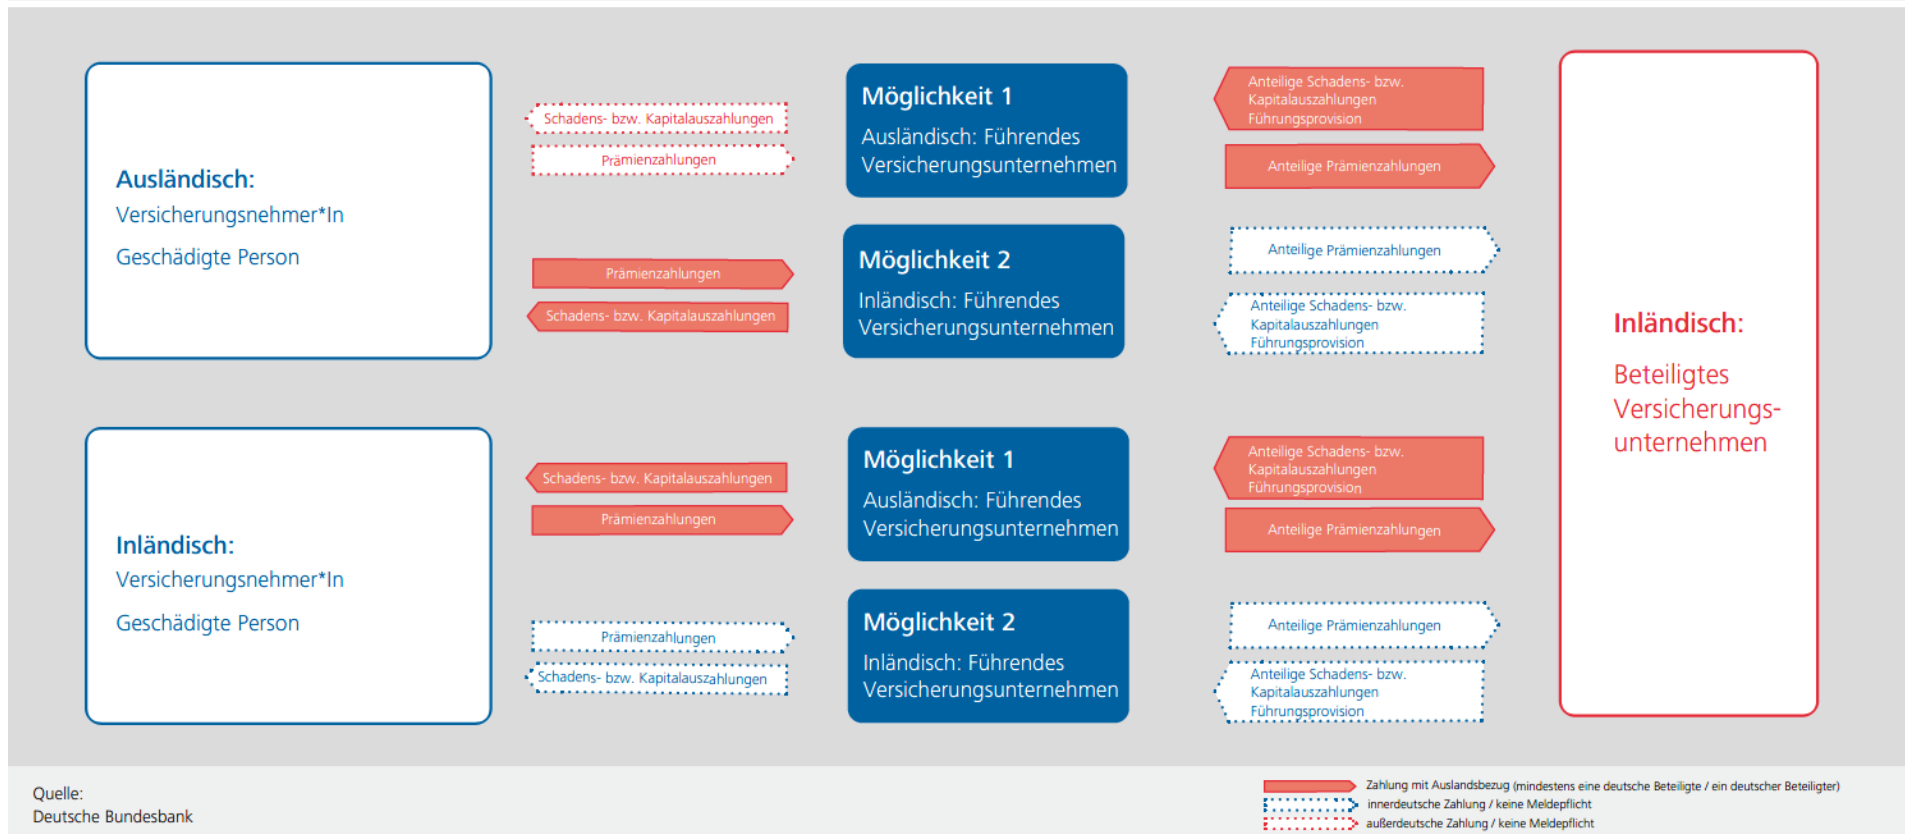 Ausländisch:
Versicherungsnehmer*In
Geschädigte Person
Schadens- bzw. Kapitalauszahlungen
Prämienzahlungen
Möglichkeit 1
Ausländisch: Führendes
Versicherungsunternehmen
Anteilige Schadens- bzw.
Kapitalauszahlungen
Führungsprovision
Anteilige Prämienzahlungen
Prämienzahlungen
Schadens- bzw. Kapitalauszahlungen
Möglichkeit 2
Inländisch: Führendes
Versicherungsunternehmen
Anteilige Prämienzahlungen
Anteilige Schadens- bzw.
Kapitalauszahlungen
Führungsprovision
Inländisch:
Versicherungsnehmer*In
Geschädigte Person
Schadens- bzw. Kapitalauszahlungen
Prämienzahlungen
Möglichkeit 1
Ausländisch: Führendes
Versicherungsunternehmen
Anteilige Schadens- bzw.
Kapitalauszahlungen
Führungsprovision
Anteilige Prämienzahlungen
Prämienzahlungen
Schadens- bzw. Kapitalauszahlungen
Möglichkeit 2
Inländisch: Führendes
Versicherungsunternehmen
Anteilige Prämienzahlungen
Anteilige Schadens- bzw.
Kapitalauszahlungen
Führungsprovision
Inländisch:
Beteiligtes
Versicherungs-
unternehmen
Quelle:
Deutsche Bundesbank
Zahlung mit Auslandsbezug (mindestens eine deutsche Beteiligte / ein deutscher Beteiligter)
innerdeutsche Zahlung / keine Meldepflicht
außerdeutsche Zahlung / keine Meldepflicht